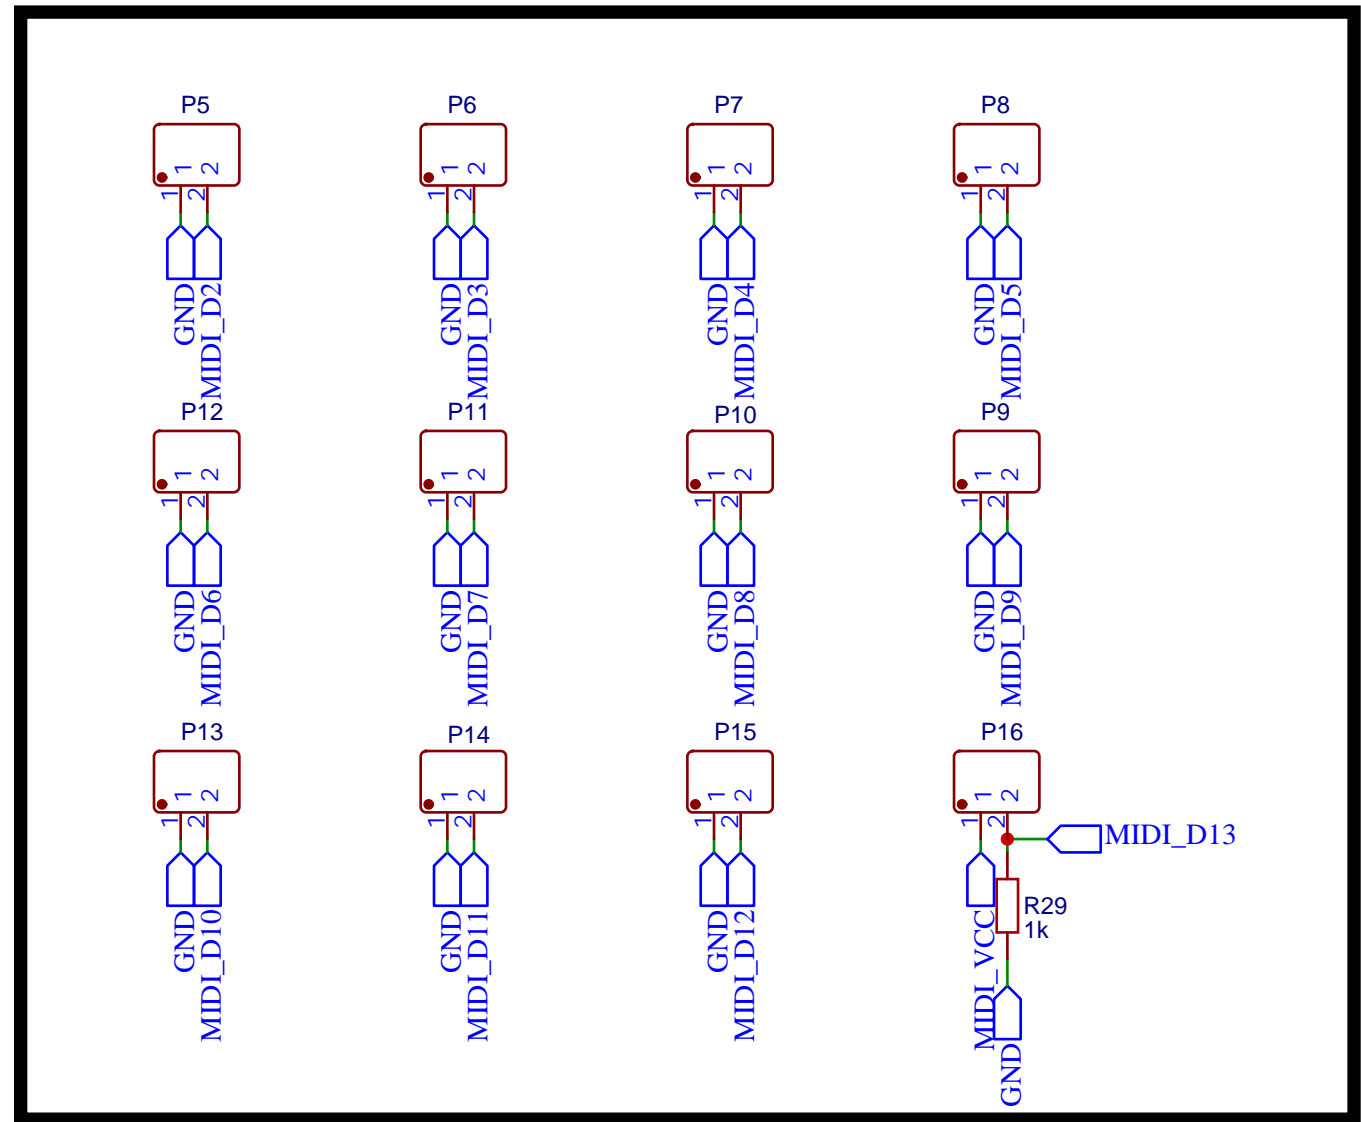 P5
1 2
1 2
GND
MIDI_D2
P6
1 2
1 2
GND
MIDI_D3
P7
1 2
1 2
GND
MIDI_D4
P8
1 2
1 2
GND
MIDI_D5
P12
1 2
1 2
GND
MIDI_D6
P11
1 2
1 2
GND
MIDI_D7
P10
1 2
1 2
GND
MIDI_D8
P9
1 2
1 2
GND
MIDI_D9
P13
1 2
1 2
GND
MIDI_D10
P14
1 2
1 2
GND
MIDI_D11
P15
1 2
1 2
GND
MIDI_D12
P16
1 2
1 2
MIDI_D13
MIDI_VCC
R29
1k
GND